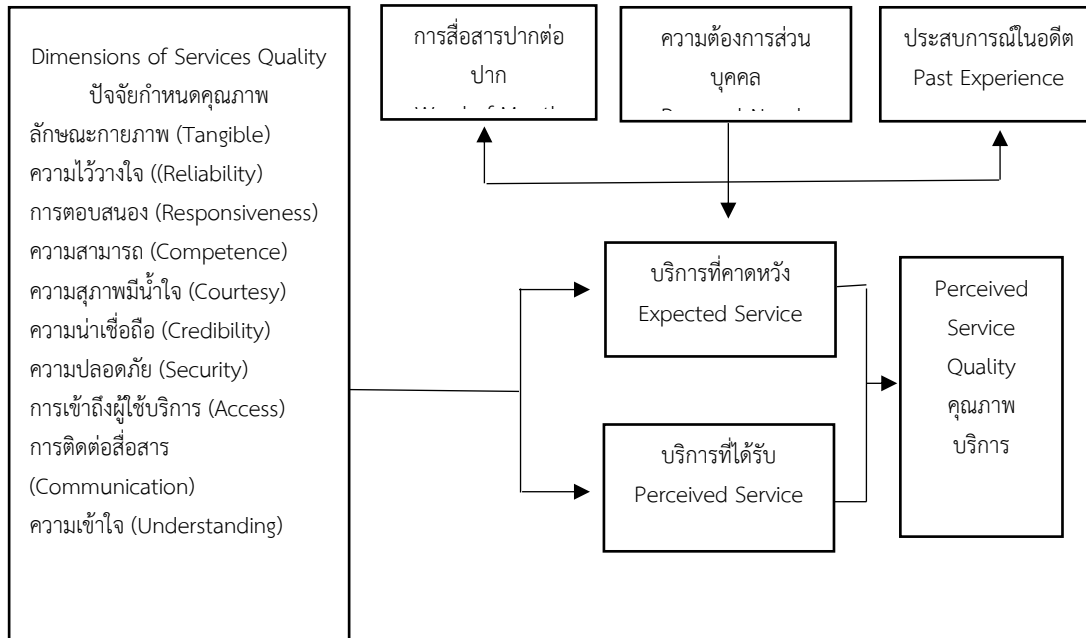 Dimensions of Services Quality
ปัจจัยกำหนดคุณภาพ
ลักษณะกายภาพ (Tangible)
ความไว้วางใจ ((Reliability)
การตอบสนอง (Responsiveness)
ความสามารถ (Competence)
ความสุภาพมีน้ำใจ (Courtesy)
ความน่าเชื่อถือ (Credibility)
ความปลอดภัย (Security)
การเข้าถึงผู้ใช้บริการ (Access)
การติดต่อสื่อสาร
(Communication)
ความเข้าใจ (Understanding)
การสื่อสารปากต่อ
ปาก
ความต้องการส่วน
บุคคล
ประสบการณ์ในอดีต
Past Experience
บริการที่คาดหวัง
Expected Service
บริการที่ได้รับ
Perceived Service
Perceived
Service
Quality
คุณภาพ
บริการ